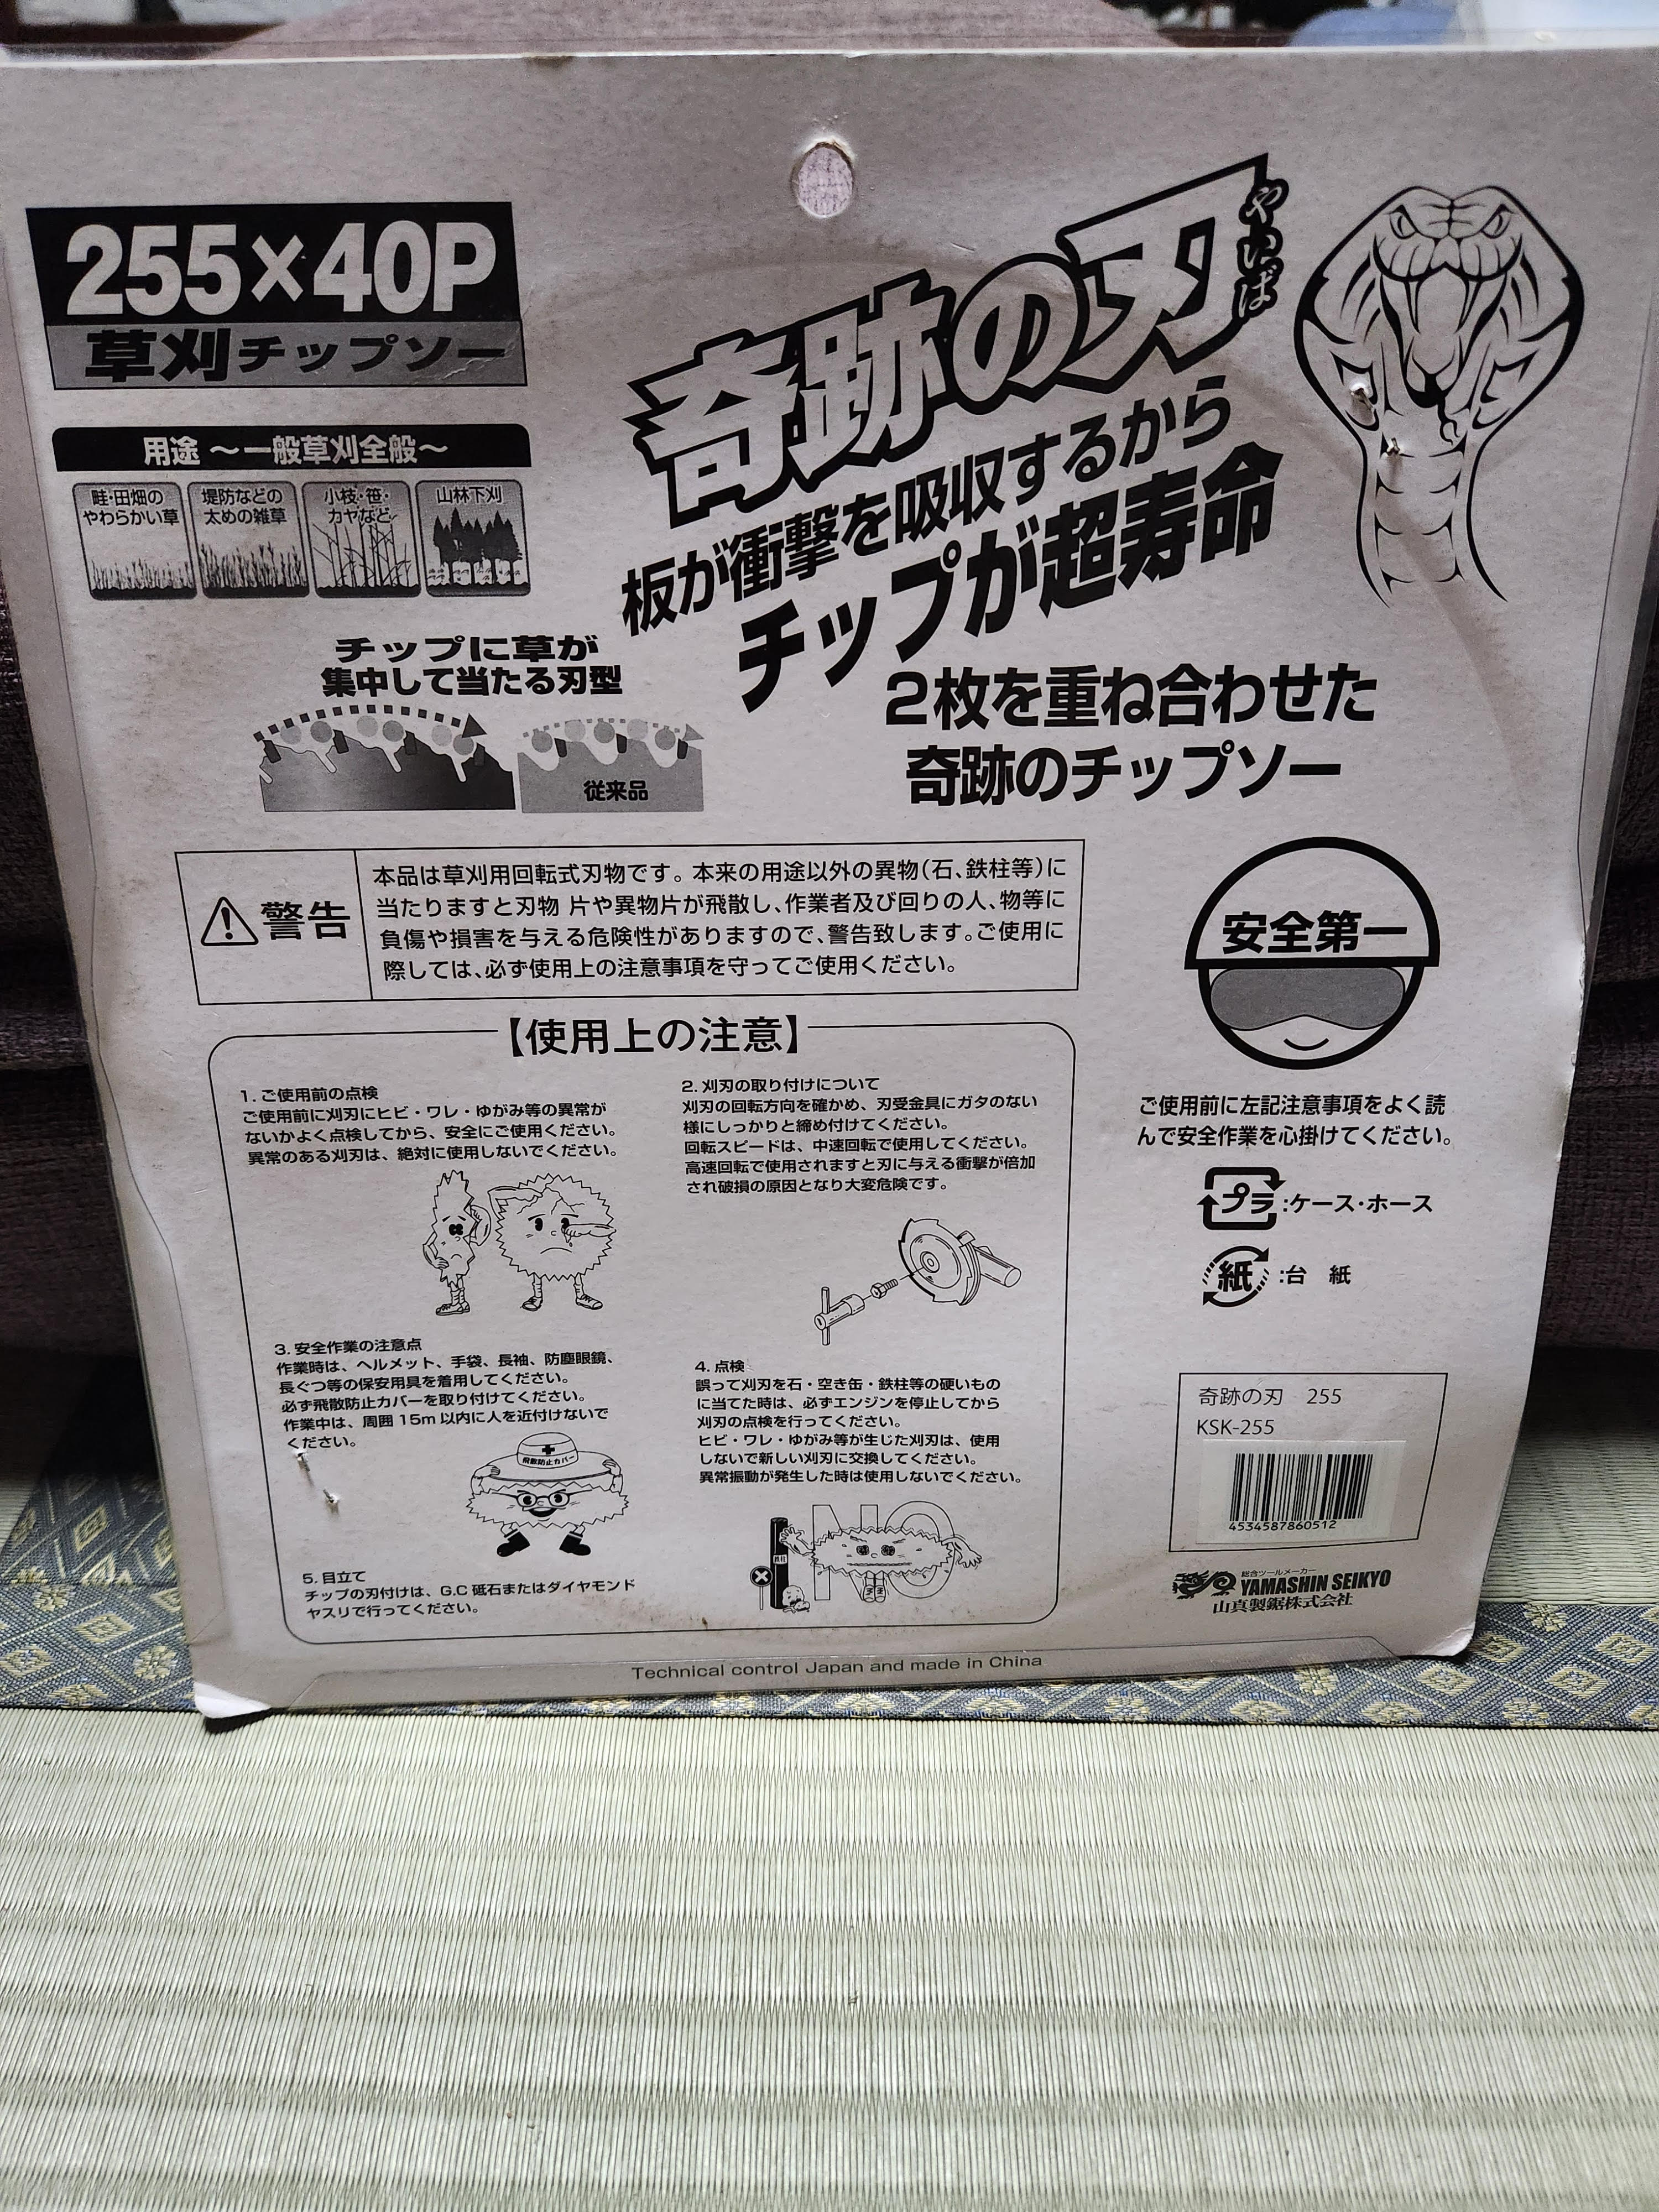 255×40P
草刈チップソー
用途 ～一般草刈全般～
畦・田畑の
やわらかい草
堤防などの
太めの雑草
小枝・笹・
カヤなど
山林下刈
奇跡の刃
やいば
板が衝撃を吸収するから
チップが超寿命
2枚を重ね合わせた
奇跡のチップソー
チップに草が
集中して当たる刃型
従来品
警告
本品は草刈用回転式刃物です。本来の用途以外の異物(石、鉄柱等)に
当たりますと刃物 片や異物片が飛散し、作業者及び回りの人、物等に
負傷や損害を与える危険性がありますので、警告致します。ご使用に
際しては、必ず使用上の注意事項を守ってご使用ください。
【使用上の注意】
1. ご使用前の点検
ご使用前に刈刃にヒビ・ワレ・ゆがみ等の異常が
ないかよく点検してから、安全にご使用ください。
異常のある刈刃は、絶対に使用しないでください。
2. 刈刃の取り付けについて
刈刃の回転方向を確かめ、刃受金具にガタのない
様にしっかりと締め付けてください。
回転スピードは、中速回転で使用してください。
高速回転で使用されますと刃に与える衝撃が倍加
され破損の原因となり大変危険です。
3. 安全作業の注意点
作業時は、ヘルメット、手袋、長袖、防塵眼鏡、
長ぐつ等の保安用具を着用してください。
必ず飛散防止カバーを取り付けてください。
作業中は、周囲 15m 以内に人を近付けないで
ください。
飛散防止カバー
4. 点検
誤って刈刃を石・空き缶・鉄柱等の硬いもの
に当てた時は、必ずエンジンを停止してから
刈刃の点検を行ってください。
ヒビ・ワレ・ゆがみ等が生じた刈刃は、使用
しないで新しい刈刃に交換してください。
異常振動が発生した時は使用しないでください。
NO
鉄柱
5. 目立て
チップの刃付けは、G.C 砥石またはダイヤモンド
ヤスリで行ってください。
安全第一
ご使用前に左記注意事項をよく読
んで安全作業を心掛けてください。
プラ:ケース・ホース
紙:台 紙
奇跡の刃 255
KSK-255
4534587860512
総合ツールメーカー
YAMASHIN SEIKYO
山真製鋸株式会社
Technical control Japan and made in China